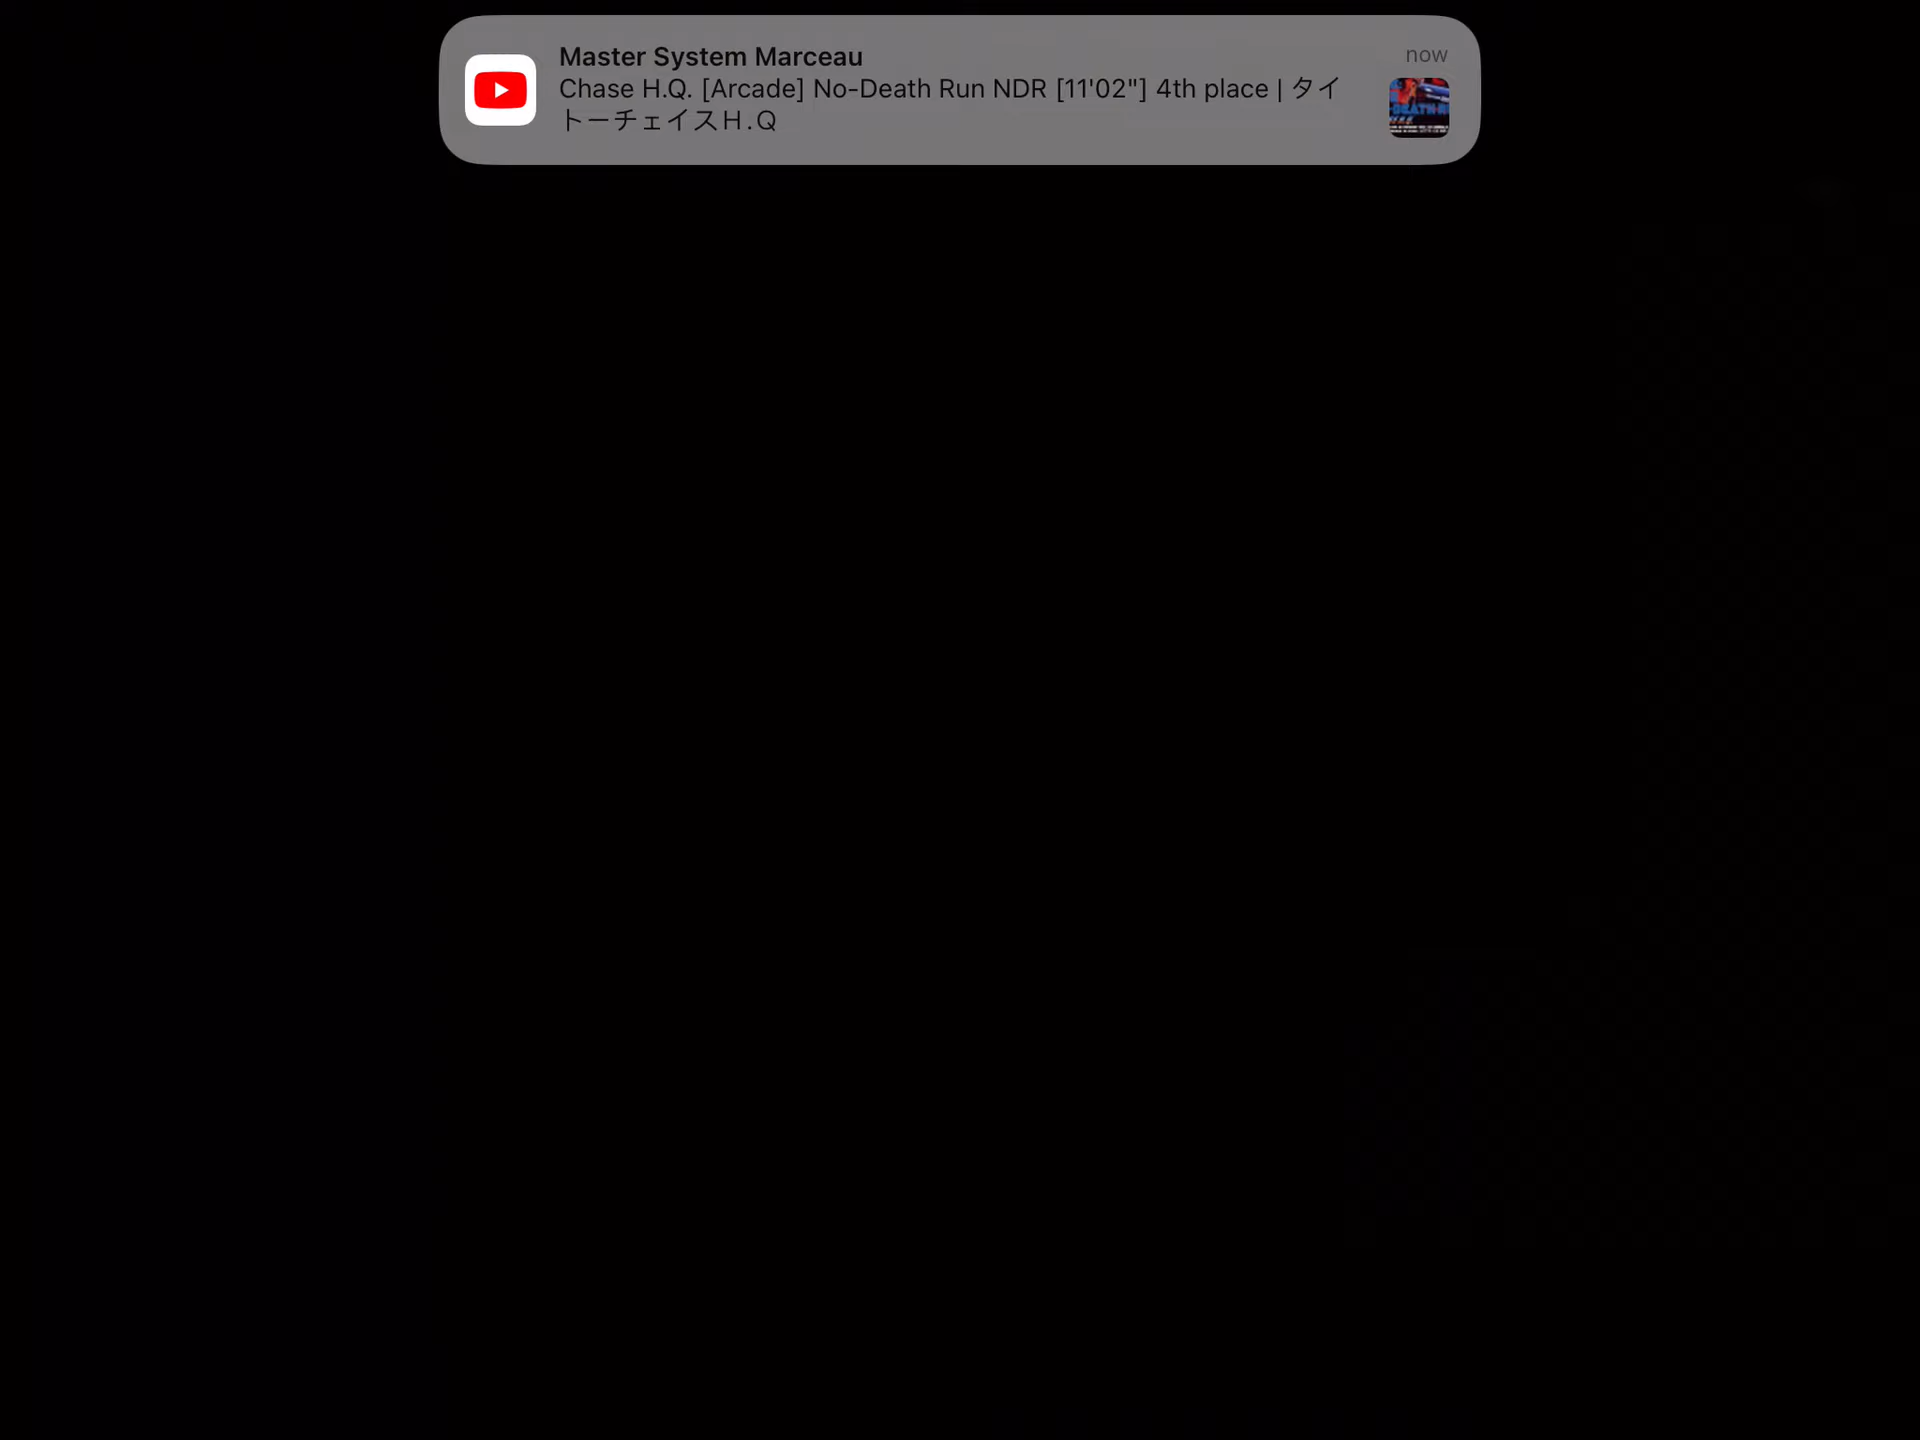 Master System Marceau
now
Chase H.Q. [Arcade] No-Death Run NDR [11'02"] 4th place | タイ
トーチェイスＨ.Ｑ